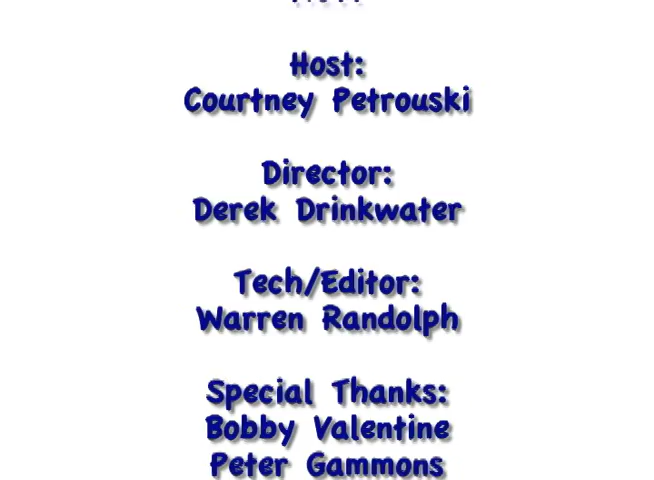 Host:
Courtney Petrouski
Director:
Derek Drinkwater
Tech/Editor:
Warren Randolph
Special Thanks:
Bobby Valentine
Peter Gammons